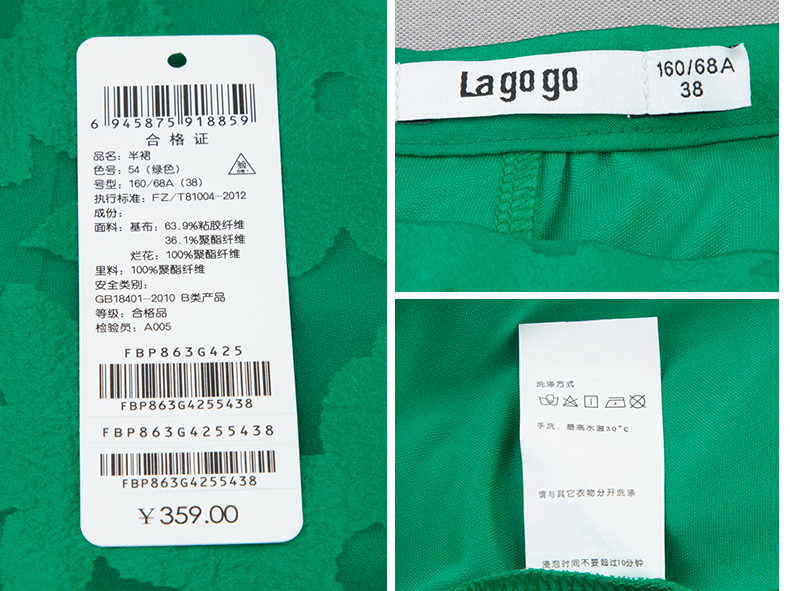 6 945875 918859
合格证
品名：半裙
色号：54（绿色）
验
合格1
号型：160/68A（38）
执行标准：FZ/T81004-2012
成份：
面料：基布：63.9%粘胶纤维
36.1%聚酯纤维
烂花：100%聚酯纤维
里料：100%聚酯纤维
安全类别：
GB18401-2010 B类产品
等级：合格品
检验员：A005
FBP863G425
FBP863G4255438
FBP863G4255438
FBP863G4255438
￥359.00
Lagogo
160/68A
38
洗涤方式
手洗，最高水温30°C
请与其它衣物分开洗涤
浸泡时间不要超过10分钟